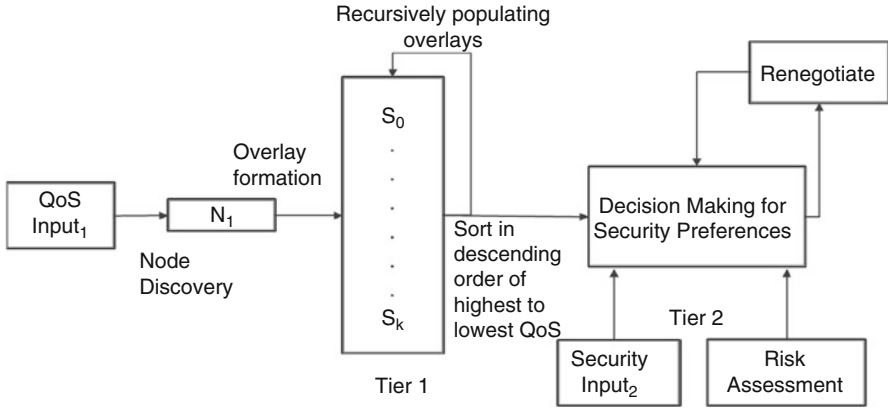 Recursively populating
overlays
Renegotiate
S₀
Overlay
formation
QoS
Input₁
N₁
Decision Making for
Security Preferences
Node
Discovery
Sort in
descending
order of
highest to
lowest QoS
Sₖ
Tier 1
Tier 2
Security
Input₂
Risk
Assessment